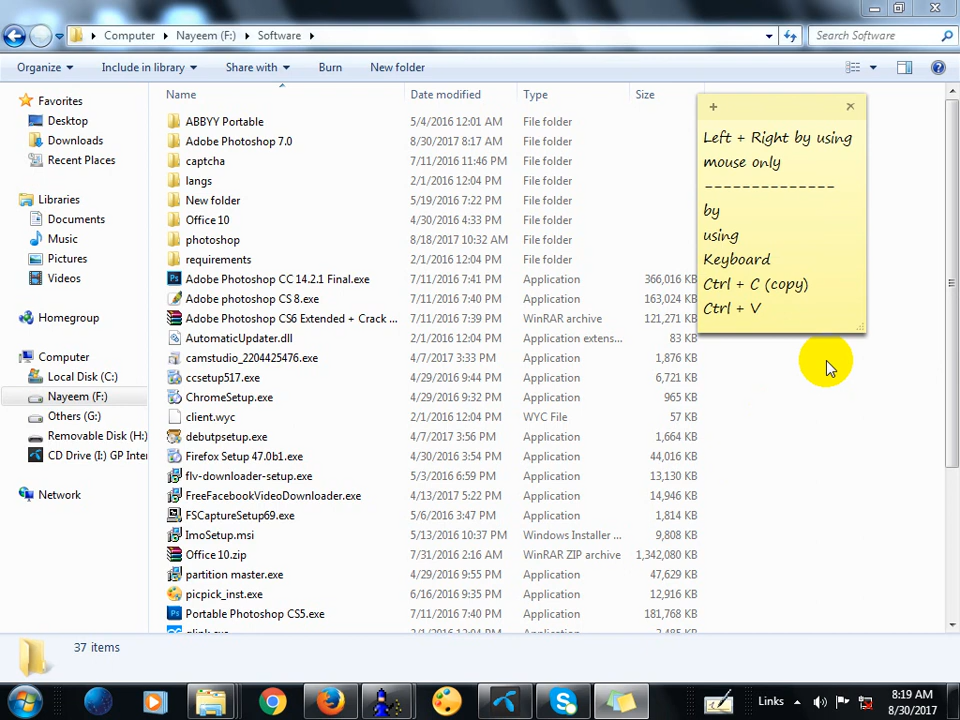 Computer Nayeem (F:) Software
Search Software
Organize Include in library Share with Burn New folder
Favorites
Desktop
Downloads
Recent Places
Libraries
Documents
Music
Pictures
Videos
Homegroup
Computer
Local Disk (C:)
Nayeem (F:)
Others (G:)
Removable Disk (H:)
CD Drive (I:) GP Inter
Network
Name Date modified Type Size
ABBYY Portable 5/4/2016 12:01 AM File folder
Adobe Photoshop 7.0 8/30/2017 8:17 AM File folder
captcha 7/11/2016 11:46 PM File folder
langs 2/1/2016 12:04 PM File folder
New folder 5/19/2016 7:22 PM File folder
Office 10 4/30/2016 4:33 PM File folder
photoshop 8/18/2017 10:32 AM File folder
requirements 2/1/2016 12:04 PM File folder
Adobe Photoshop CC 14.2.1 Final.exe 7/11/2016 7:41 PM Application 366,016 KB
Adobe photoshop CS 8.exe 7/11/2016 7:40 PM Application 163,024 KB
Adobe Photoshop CS6 Extended + Crack ... 7/11/2016 7:39 PM WinRAR archive 121,271 KB
AutomaticUpdater.dll 2/1/2016 12:04 PM Application extens... 83 KB
camstudio_2204425476.exe 4/7/2017 3:33 PM Application 1,876 KB
ccsetup517.exe 4/29/2016 9:44 PM Application 6,721 KB
ChromeSetup.exe 4/29/2016 9:32 PM Application 965 KB
client.wyc 2/1/2016 12:04 PM WYC File 57 KB
debutpsetup.exe 4/7/2017 3:56 PM Application 1,664 KB
Firefox Setup 47.0b1.exe 4/30/2016 3:54 PM Application 44,016 KB
flv-downloader-setup.exe 5/3/2016 6:59 PM Application 13,130 KB
FreeFacebookVideoDownloader.exe 4/13/2017 5:22 PM Application 14,946 KB
FSCaptureSetup69.exe 5/6/2016 3:47 PM Application 1,814 KB
ImoSetup.msi 5/13/2016 10:37 PM Windows Installer ... 9,808 KB
Office 10.zip 7/31/2016 2:16 AM WinRAR ZIP archive 1,342,080 KB
partition master.exe 4/29/2016 9:55 PM Application 47,629 KB
picpick_inst.exe 6/16/2016 9:35 PM Application 12,916 KB
Portable Photoshop CS5.exe 7/11/2016 7:40 PM Application 181,768 KB
Left + Right by using
mouse only
--------------
by
using
Keyboard
Ctrl + C (copy)
Ctrl + V
37 items
Links
8:19 AM
8/30/2017